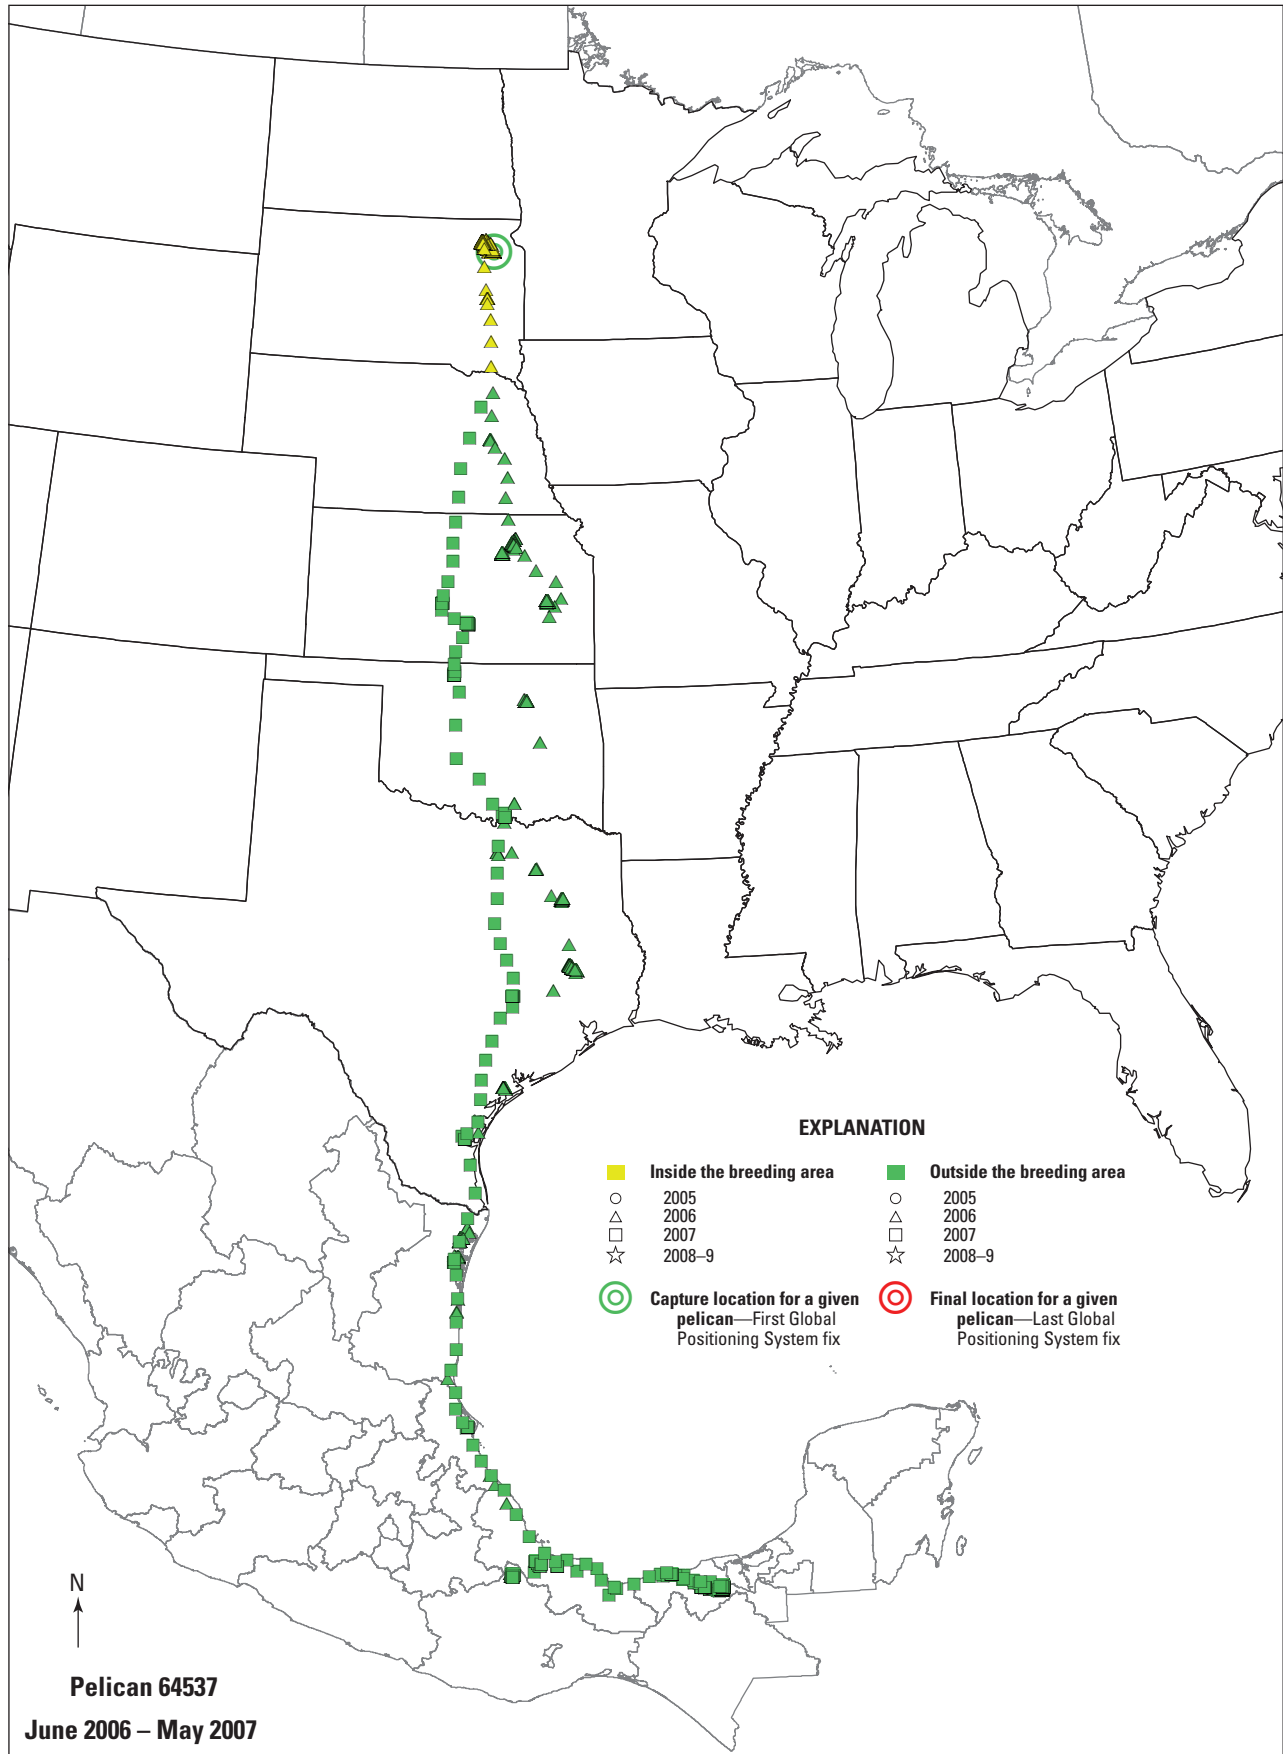 EXPLANATION
Inside the breeding area
2005
2006
2007
2008–9
Capture location for a given
pelican—First Global
Positioning System fix
Outside the breeding area
2005
2006
2007
2008–9
Final location for a given
pelican—Last Global
Positioning System fix
N
Pelican 64537
June 2006 – May 2007